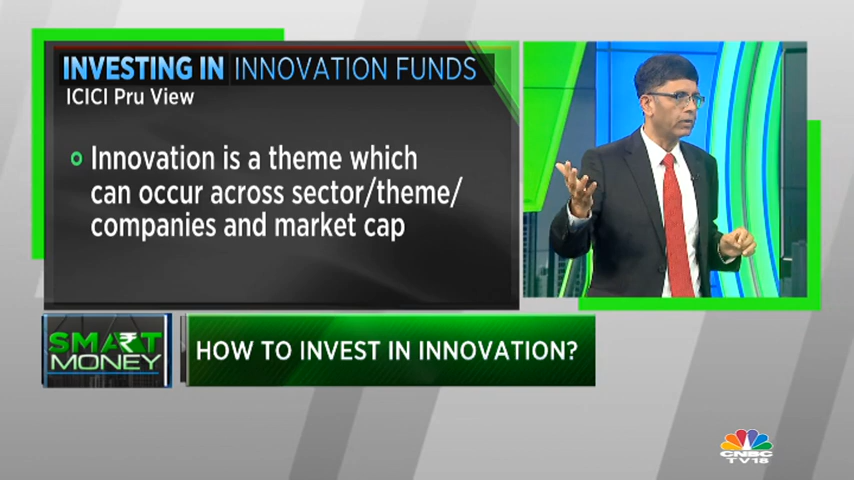 INVESTING IN INNOVATION FUNDS
ICICI Pru View
Innovation is a theme which
can occur across sector/theme/
companies and market cap
SMA₹T
MONEY
HOW TO INVEST IN INNOVATION?
CNBC
TV18